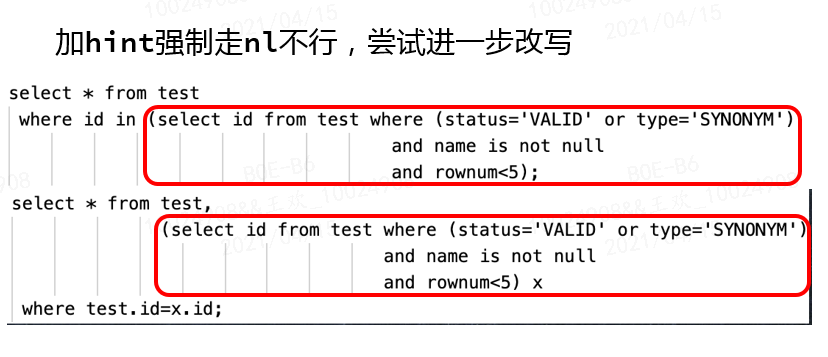 加hint强制走nl不行，尝试进一步改写
select * from test
where id in (select id from test where (status='VALID' or type='SYNONYM')
and name is not null
and rownum<5);
select * from test,
(select id from test where (status='VALID' or type='SYNONYM')
and name is not null
and rownum<5) x
where test.id=x.id;